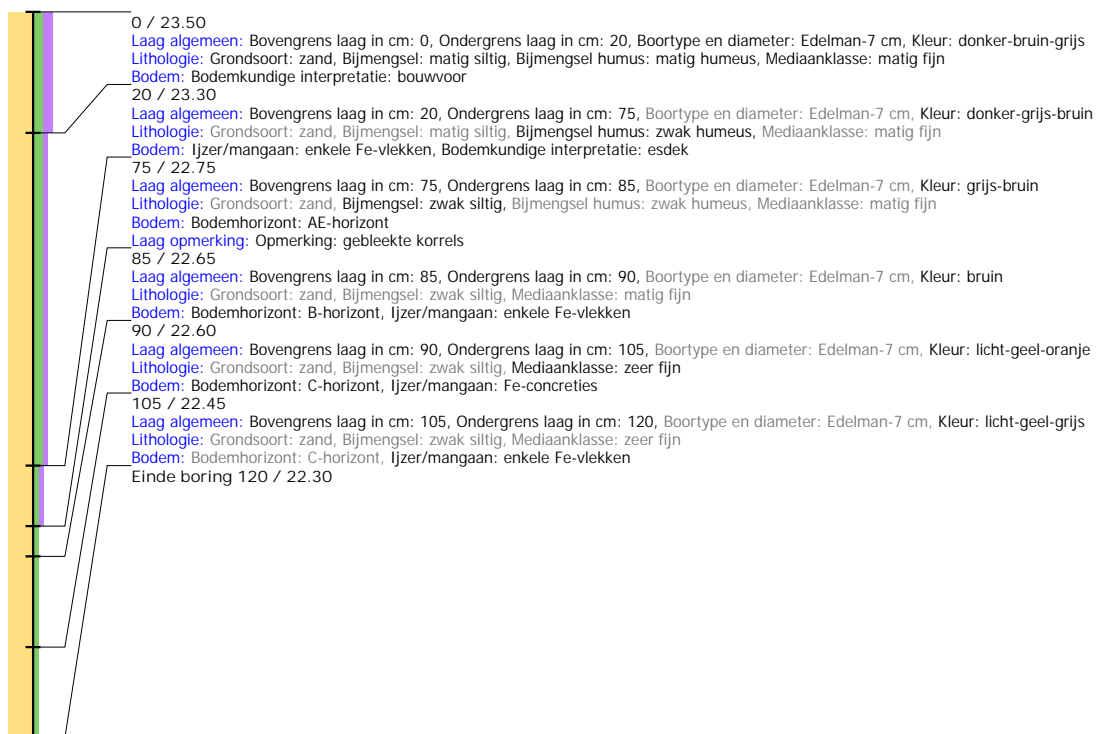 0 / 23.50
Laag algemeen: Bovengrens laag in cm: 0, Ondergrens laag in cm: 20, Boortype en diameter: Edelman-7 cm, Kleur: donker-bruin-grijs
Lithologie: Grondsoort: zand, Bijmengsel: matig siltig, Bijmengsel humus: matig humeus, Mediaanklasse: matig fijn
Bodem: Bodemkundige interpretatie: bouwvoor
20 / 23.30
Laag algemeen: Bovengrens laag in cm: 20, Ondergrens laag in cm: 75, Boortype en diameter: Edelman-7 cm, Kleur: donker-grijs-bruin
Lithologie: Grondsoort: zand, Bijmengsel: matig siltig, Bijmengsel humus: zwak humeus, Mediaanklasse: matig fijn
Bodem: Ijzer/mangaan: enkele Fe-vlekken, Bodemkundige interpretatie: esdek
75 / 22.75
Laag algemeen: Bovengrens laag in cm: 75, Ondergrens laag in cm: 85, Boortype en diameter: Edelman-7 cm, Kleur: grijs-bruin
Lithologie: Grondsoort: zand, Bijmengsel: zwak siltig, Bijmengsel humus: zwak humeus, Mediaanklasse: matig fijn
Bodem: Bodemhorizont: AE-horizont
Laag opmerking: Opmerking: gebleekte korrels
85 / 22.65
Laag algemeen: Bovengrens laag in cm: 85, Ondergrens laag in cm: 90, Boortype en diameter: Edelman-7 cm, Kleur: bruin
Lithologie: Grondsoort: zand, Bijmengsel: zwak siltig, Mediaanklasse: matig fijn
Bodem: Bodemhorizont: B-horizont, Ijzer/mangaan: enkele Fe-vlekken
90 / 22.60
Laag algemeen: Bovengrens laag in cm: 90, Ondergrens laag in cm: 105, Boortype en diameter: Edelman-7 cm, Kleur: licht-geel-oranje
Lithologie: Grondsoort: zand, Bijmengsel: zwak siltig, Mediaanklasse: zeer fijn
Bodem: Bodemhorizont: C-horizont, Ijzer/mangaan: Fe-concreties
105 / 22.45
Laag algemeen: Bovengrens laag in cm: 105, Ondergrens laag in cm: 120, Boortype en diameter: Edelman-7 cm, Kleur: licht-geel-grijs
Lithologie: Grondsoort: zand, Bijmengsel: zwak siltig, Mediaanklasse: zeer fijn
Bodem: Bodemhorizont: C-horizont, Ijzer/mangaan: enkele Fe-vlekken
Einde boring 120 / 22.30